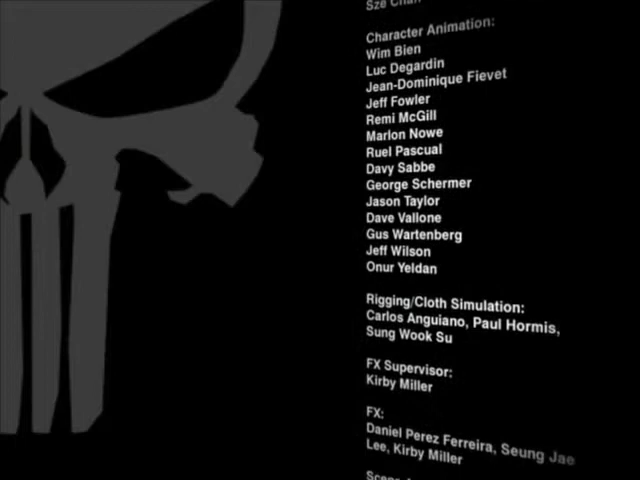 Sze Chan
Character Animation:
Wim Bien
Luc Degardin
Jean-Dominique Fievet
Jeff Fowler
Remi McGill
Marlon Nowe
Ruel Pascual
Davy Sabbe
George Schermer
Jason Taylor
Dave Vallone
Gus Wartenberg
Jeff Wilson
Onur Yeldan
Rigging/Cloth Simulation:
Carlos Anguiano, Paul Hormis,
Sung Wook Su
FX Supervisor:
Kirby Miller
FX:
Daniel Perez Ferreira, Seung Jae
Lee, Kirby Miller